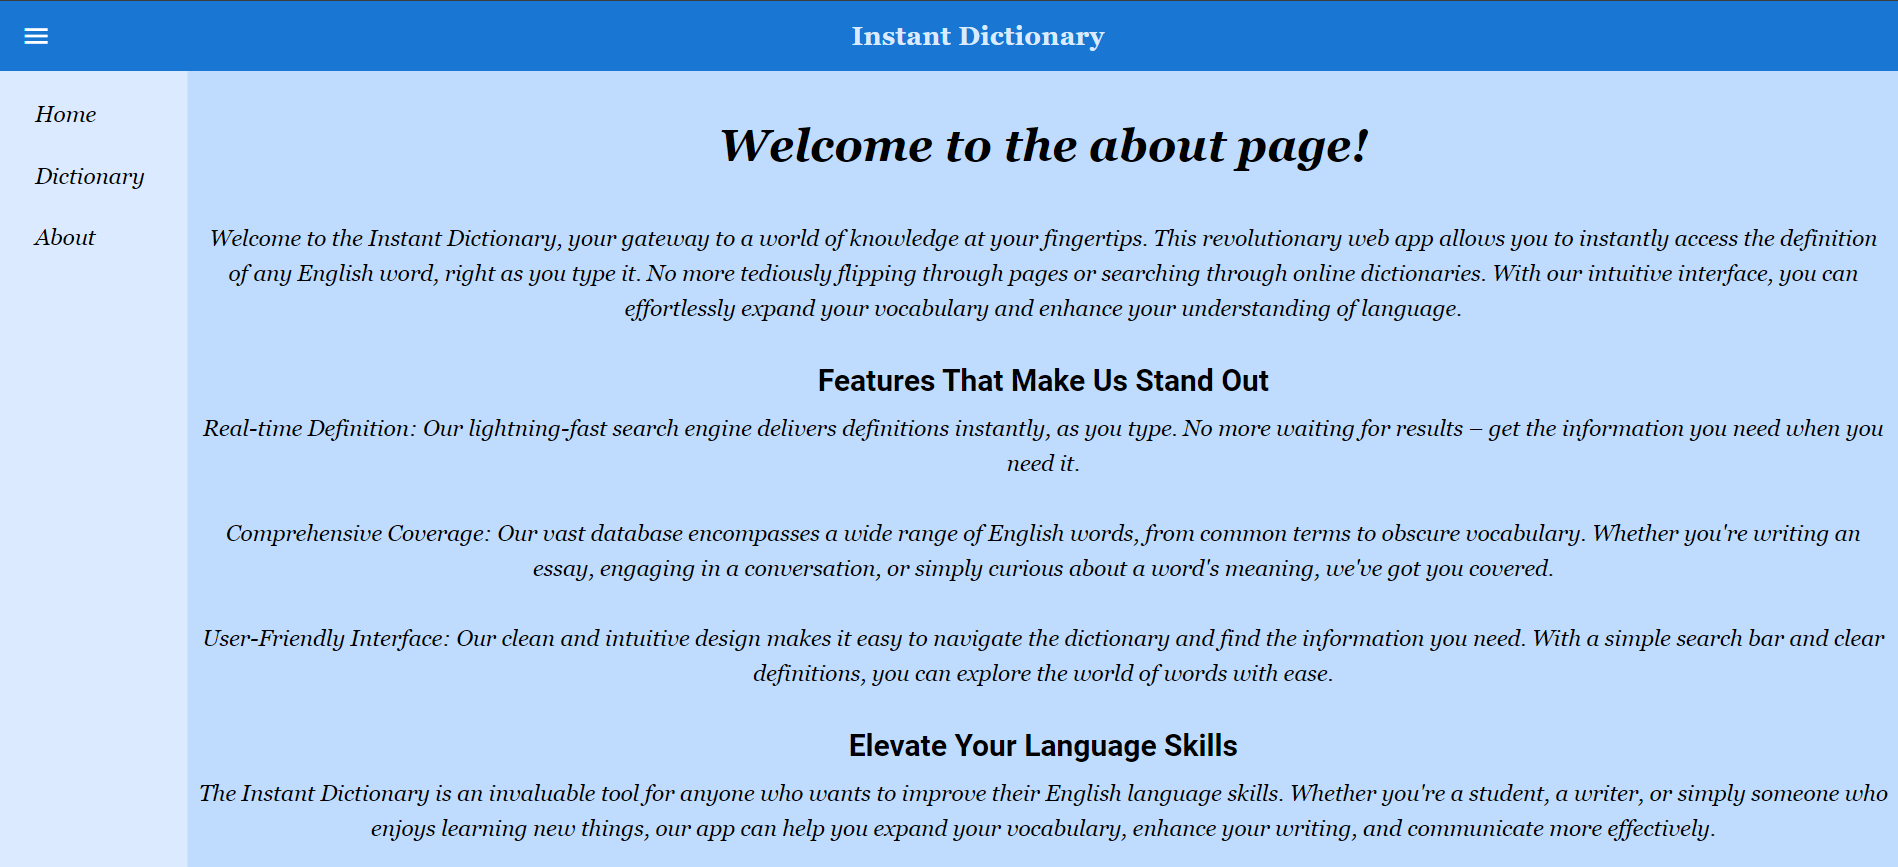 Instant Dictionary
Home
Dictionary
About
Welcome to the about page!
Welcome to the Instant Dictionary, your gateway to a world of knowledge at your fingertips. This revolutionary web app allows you to instantly access the definition
of any English word, right as you type it. No more tediously flipping through pages or searching through online dictionaries. With our intuitive interface, you can
effortlessly expand your vocabulary and enhance your understanding of language.
Features That Make Us Stand Out
Real-time Definition: Our lightning-fast search engine delivers definitions instantly, as you type. No more waiting for results – get the information you need when you
need it.
Comprehensive Coverage: Our vast database encompasses a wide range of English words, from common terms to obscure vocabulary. Whether you're writing an
essay, engaging in a conversation, or simply curious about a word's meaning, we've got you covered.
User-Friendly Interface: Our clean and intuitive design makes it easy to navigate the dictionary and find the information you need. With a simple search bar and clear
definitions, you can explore the world of words with ease.
Elevate Your Language Skills
The Instant Dictionary is an invaluable tool for anyone who wants to improve their English language skills. Whether you're a student, a writer, or simply someone who
enjoys learning new things, our app can help you expand your vocabulary, enhance your writing, and communicate more effectively.